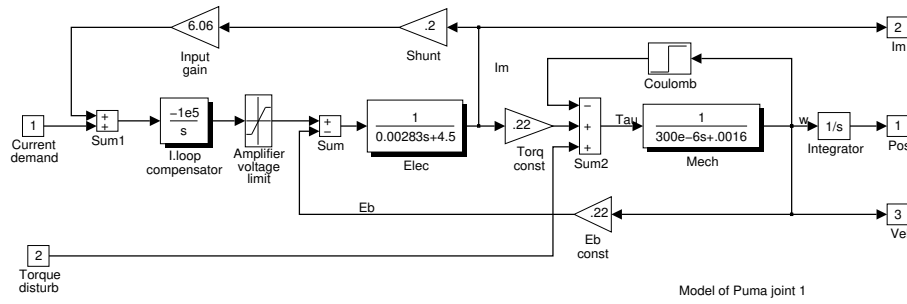 6.06
Input
gain
.2
Shunt
2
Im
Im
Coulomb
1
Current
demand
+
+
Sum1
−1e5
s
I.loop
compensator
Amplifier
voltage
limit
+
−
Sum
1
0.00283s+4.5
Elec
.22
Torq
const
−
+
+
Sum2
Tau
1
300e-6s+.0016
Mech
w
1/s
Integrator
1
Pos
Eb
.22
Eb
const
3
Ve
2
Torque
disturb
Model of Puma joint 1